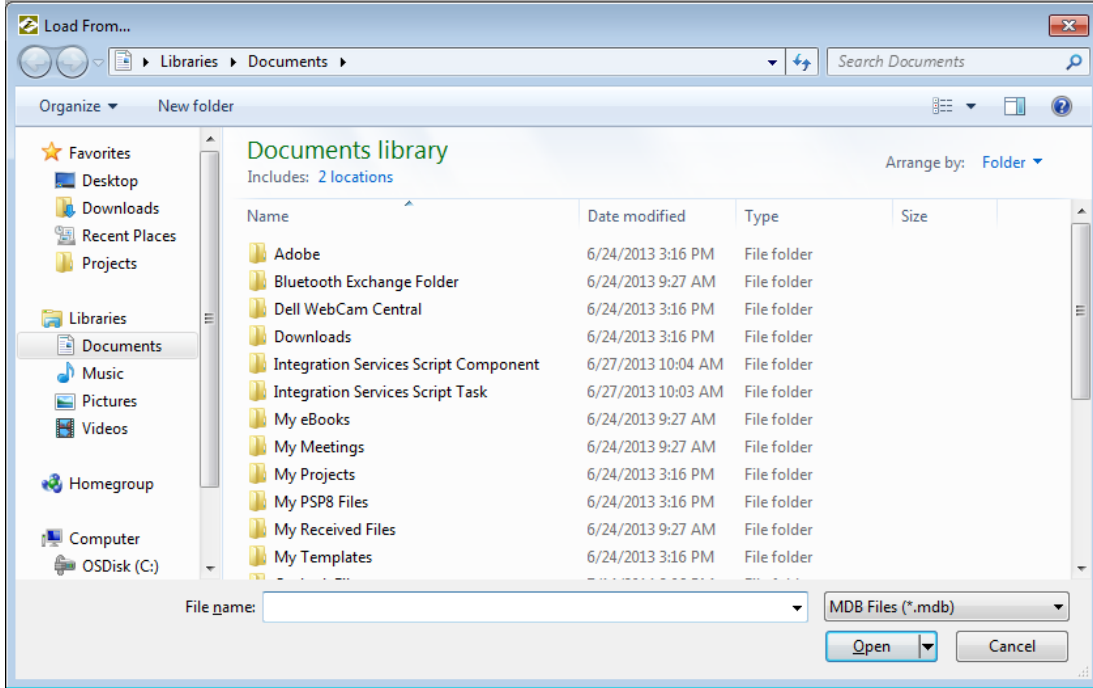 Load From...
Libraries Documents
Search Documents
Organize New folder
Favorites
Desktop
Downloads
Recent Places
Projects
Libraries
Documents
Music
Pictures
Videos
Homegroup
Computer
OSDisk (C:)
Documents library
Includes: 2 locations
Arrange by: Folder
Name Date modified Type Size
Adobe 6/24/2013 3:16 PM File folder
Bluetooth Exchange Folder 6/24/2013 9:27 AM File folder
Dell WebCam Central 6/24/2013 3:16 PM File folder
Downloads 6/24/2013 3:16 PM File folder
Integration Services Script Component 6/27/2013 10:04 AM File folder
Integration Services Script Task 6/27/2013 10:03 AM File folder
My eBooks 6/24/2013 9:27 AM File folder
My Meetings 6/24/2013 9:27 AM File folder
My Projects 6/24/2013 3:16 PM File folder
My PSP8 Files 6/24/2013 3:16 PM File folder
My Received Files 6/24/2013 9:27 AM File folder
My Templates 6/24/2013 3:16 PM File folder
File name:
MDB Files (*.mdb)
Open Cancel